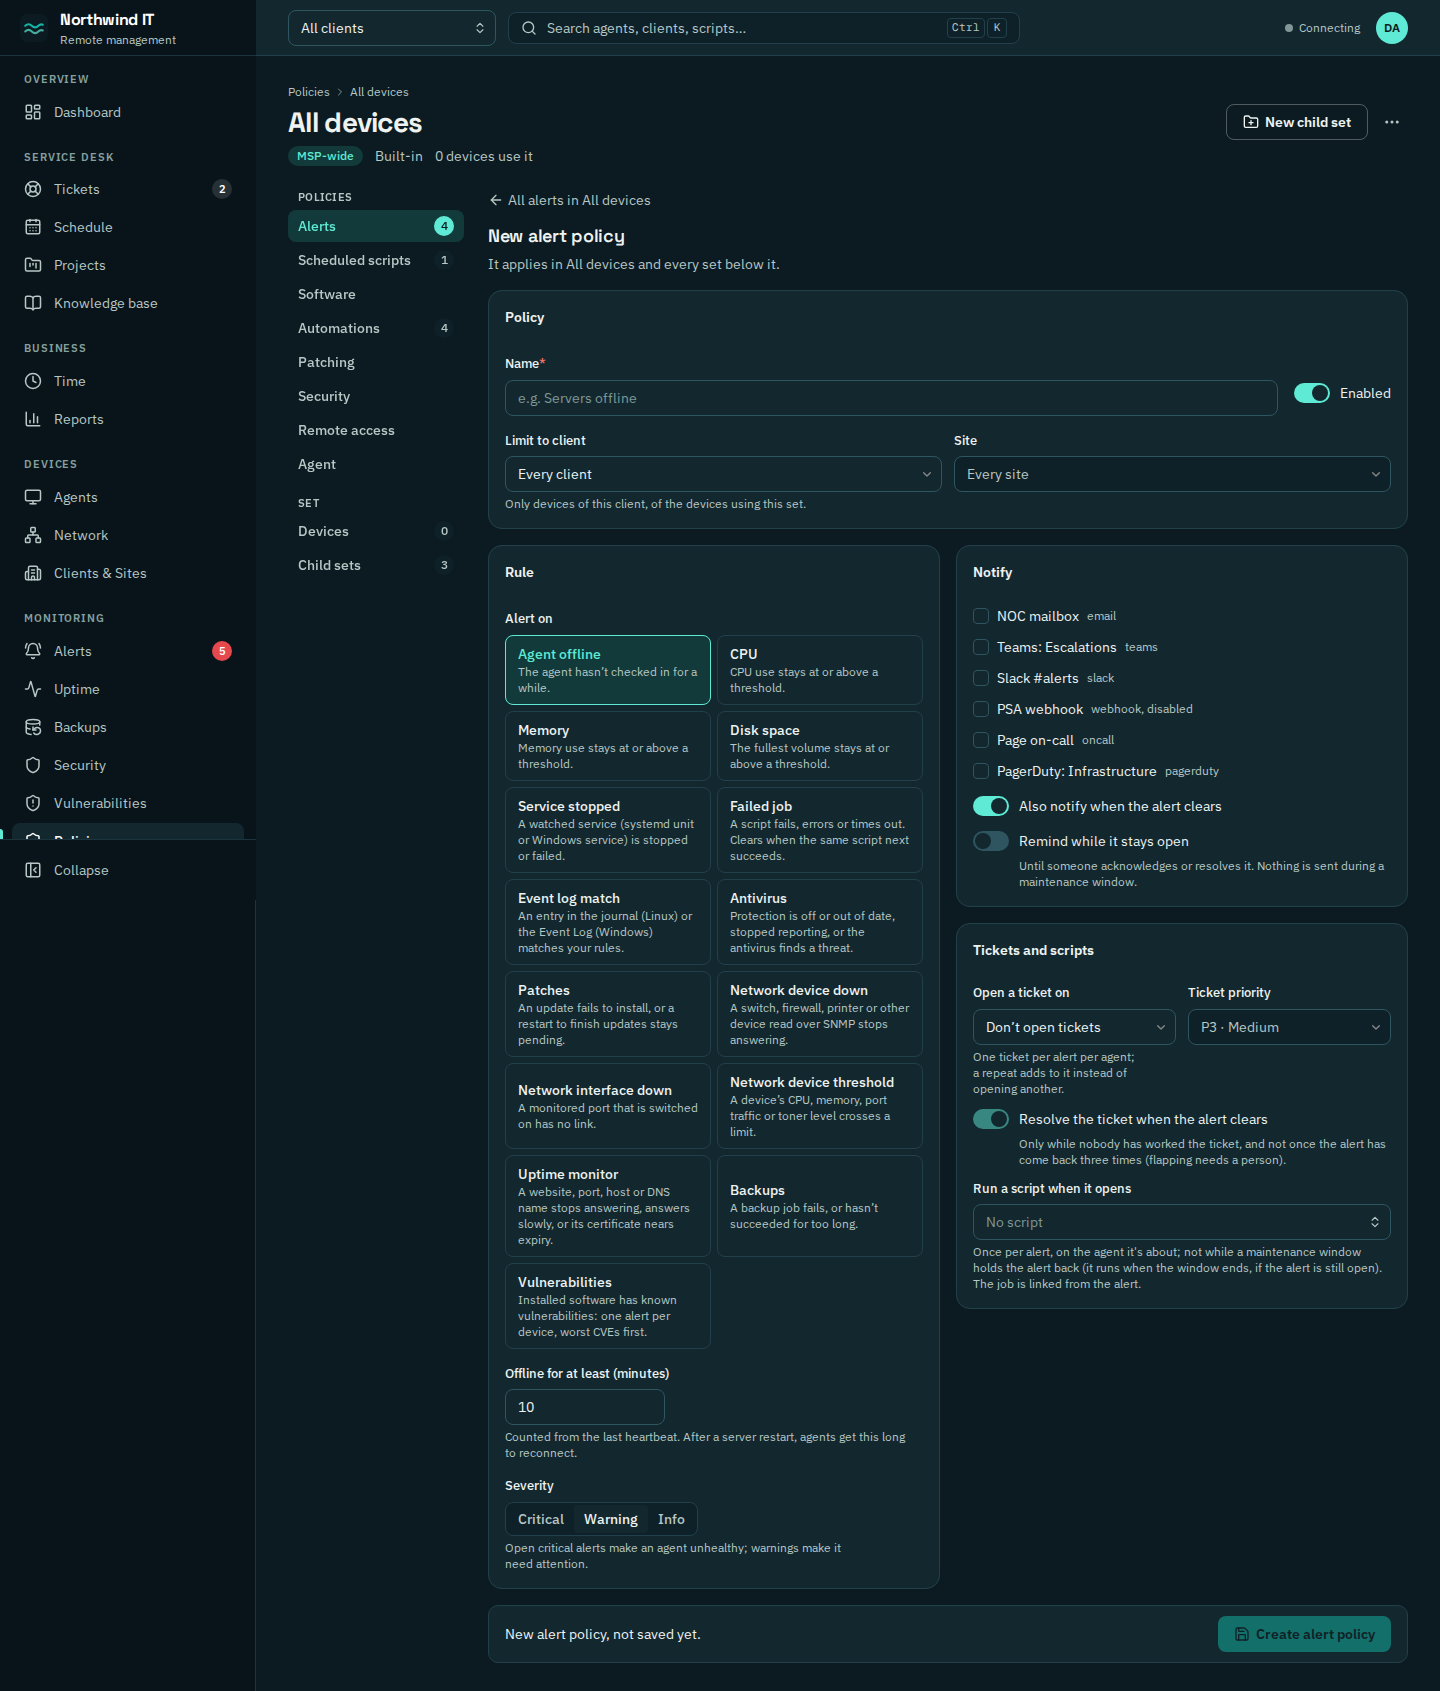 Northwind IT
Remote management
All clients
Search agents, clients, scripts...
Ctrl K
Connecting
DA
OVERVIEW
Dashboard
SERVICE DESK
Tickets 2
Schedule
Projects
Knowledge base
BUSINESS
Time
Reports
DEVICES
Agents
Network
Clients & Sites
MONITORING
Alerts 5
Uptime
Backups
Security
Vulnerabilities
Collapse
Policies > All devices
All devices
New child set
MSP-wide Built-in 0 devices use it
POLICIES
Alerts 4
Scheduled scripts 1
Software
Automations 4
Patching
Security
Remote access
Agent
SET
Devices 0
Child sets 3
← All alerts in All devices
New alert policy
It applies in All devices and every set below it.
Policy
Name*
e.g. Servers offline
Enabled
Limit to client
Every client
Only devices of this client, of the devices using this set.
Site
Every site
Rule
Alert on
Agent offline
The agent hasn't checked in for a
while.
CPU
CPU use stays at or above a
threshold.
Memory
Memory use stays at or above a
threshold.
Disk space
The fullest volume stays at or
above a threshold.
Service stopped
A watched service (systemd unit
or Windows service) is stopped
or failed.
Failed job
A script fails, errors or times out.
Clears when the same script next
succeeds.
Event log match
An entry in the journal (Linux) or
the Event Log (Windows)
matches your rules.
Antivirus
Protection is off or out of date,
stopped reporting, or the
antivirus finds a threat.
Patches
An update fails to install, or a
restart to finish updates stays
pending.
Network device down
A switch, firewall, printer or other
device read over SNMP stops
answering.
Network interface down
A monitored port that is switched
on has no link.
Network device threshold
A device's CPU, memory, port
traffic or toner level crosses a
limit.
Uptime monitor
A website, port, host or DNS
name stops answering, answers
slowly, or its certificate nears
expiry.
Backups
A backup job fails, or hasn't
succeeded for too long.
Vulnerabilities
Installed software has known
vulnerabilities: one alert per
device, worst CVEs first.
Offline for at least (minutes)
10
Counted from the last heartbeat. After a server restart, agents get this long
to reconnect.
Severity
Critical Warning Info
Open critical alerts make an agent unhealthy; warnings make it
need attention.
Notify
NOC mailbox email
Teams: Escalations teams
Slack #alerts slack
PSA webhook webhook, disabled
Page on-call oncall
PagerDuty: Infrastructure pagerduty
Also notify when the alert clears
Remind while it stays open
Until someone acknowledges or resolves it. Nothing is sent during a
maintenance window.
Tickets and scripts
Open a ticket on
Don't open tickets
One ticket per alert per agent;
a repeat adds to it instead of
opening another.
Ticket priority
P3 · Medium
Resolve the ticket when the alert clears
Only while nobody has worked the ticket, and not once the alert has
come back three times (flapping needs a person).
Run a script when it opens
No script
Once per alert, on the agent it's about; not while a maintenance window
holds the alert back (it runs when the window ends, if the alert is still open).
The job is linked from the alert.
New alert policy, not saved yet.
Create alert policy